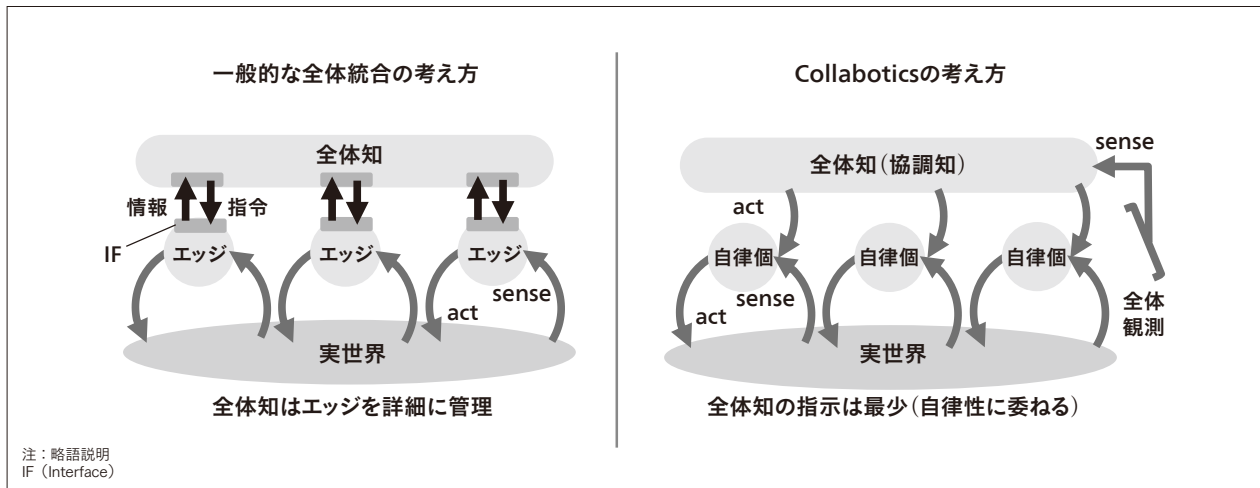 一般的な全体統合の考え方
全体知
情報
指令
IF
エッジ
エッジ
エッジ
act
sense
実世界
全体知はエッジを詳細に管理
Collaboticsの考え方
全体知（協調知）
sense
act
自律個
自律個
自律個
act
sense
全体
観測
実世界
全体知の指示は最少（自律性に委ねる）
注：略語説明
IF（Interface）